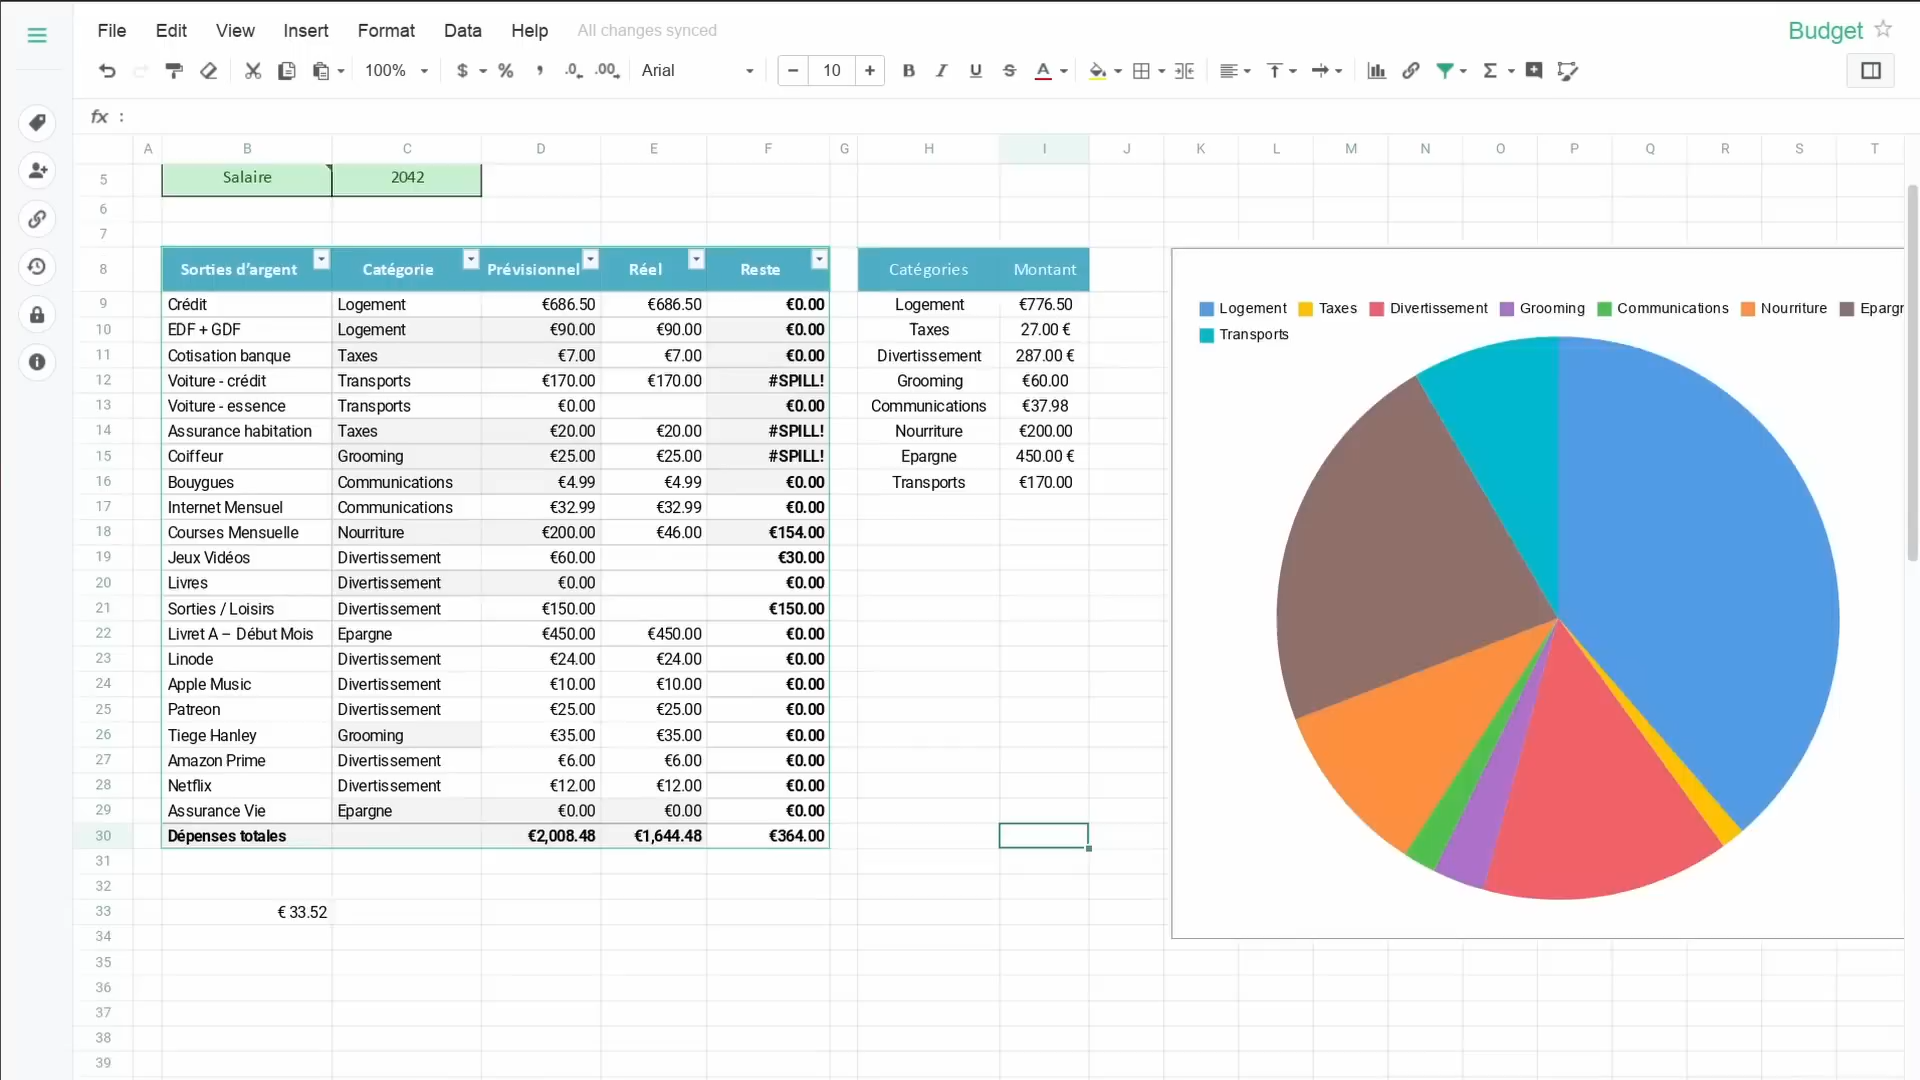 File Edit View Insert Format Data Help All changes synced Budget
100% $ % , .0 .00 Arial − 10 + B I U S A Σ
fx :
A B C D E F G H I J K L M N O P Q R S T
5 Salaire 2042
6
7
8 Sorties d’argent Catégorie Prévisionnel Réel Reste Catégories Montant
9 Crédit Logement €686.50 €686.50 €0.00 Logement €776.50
10 EDF + GDF Logement €90.00 €90.00 €0.00 Taxes 27.00 €
11 Cotisation banque Taxes €7.00 €7.00 €0.00 Divertissement 287.00 €
12 Voiture - crédit Transports €170.00 €170.00 #SPILL! Grooming €60.00
13 Voiture - essence Transports €0.00 €0.00 Communications €37.98
14 Assurance habitation Taxes €20.00 €20.00 #SPILL! Nourriture €200.00
15 Coiffeur Grooming €25.00 €25.00 #SPILL! Epargne 450.00 €
16 Bouygues Communications €4.99 €4.99 €0.00 Transports €170.00
17 Internet Mensuel Communications €32.99 €32.99 €0.00
18 Courses Mensuelle Nourriture €200.00 €46.00 €154.00
19 Jeux Vidéos Divertissement €60.00 €30.00
20 Livres Divertissement €0.00 €0.00
21 Sorties / Loisirs Divertissement €150.00 €150.00
22 Livret A – Début Mois Epargne €450.00 €450.00 €0.00
23 Linode Divertissement €24.00 €24.00 €0.00
24 Apple Music Divertissement €10.00 €10.00 €0.00
25 Patreon Divertissement €25.00 €25.00 €0.00
26 Tiege Hanley Grooming €35.00 €35.00 €0.00
27 Amazon Prime Divertissement €6.00 €6.00 €0.00
28 Netflix Divertissement €12.00 €12.00 €0.00
29 Assurance Vie Epargne €0.00 €0.00 €0.00
30 Dépenses totales €2,008.48 €1,644.48 €364.00
31
32
33 € 33.52
34
35
36
37
38
39
Logement Taxes Divertissement Grooming Communications Nourriture Epargr
Transports